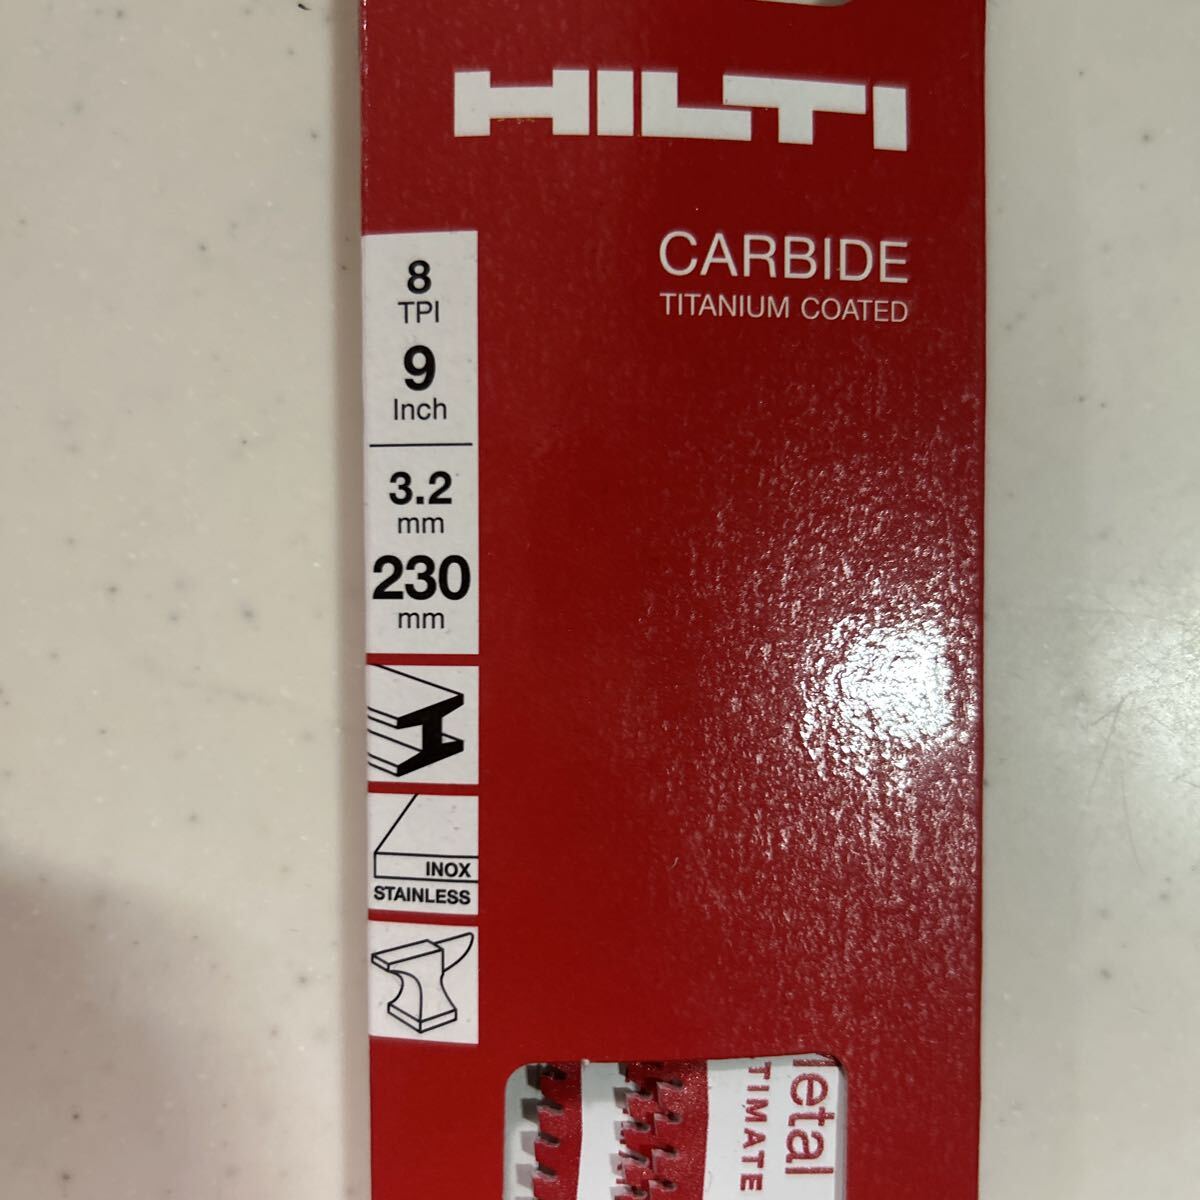 HILTI
CARBIDE
TITANIUM COATED
8
TPI
9
Inch
3.2
mm
230
mm
INOX
STAINLESS